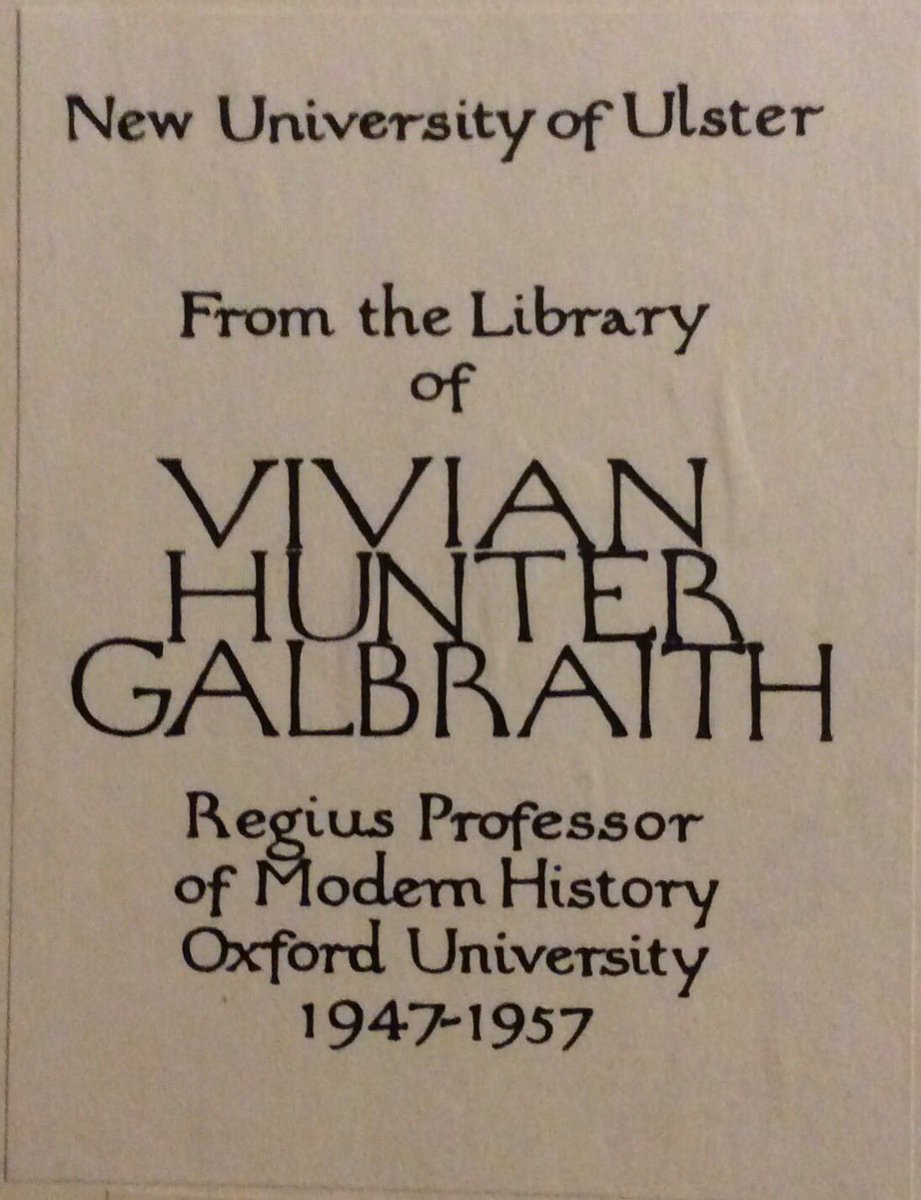 New University of Ulster
From the Library
of
VIVIAN
HUNTER
GALBRAITH
Regius Professor
of Modern History
Oxford University
1947-1957